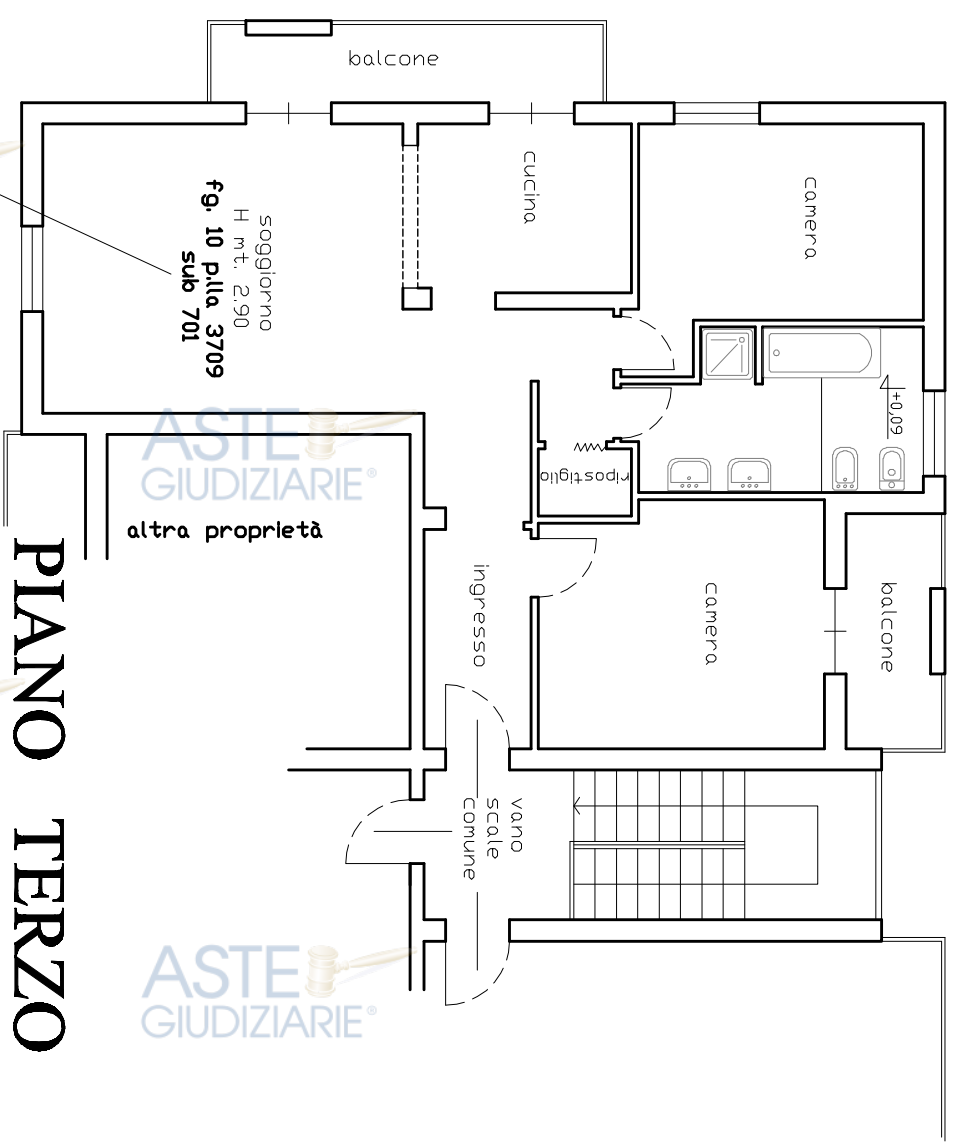 balcone
cucina
camera
soggiorno
H mt. 2.90
fg. 10 p.lla 3709
sub 701
+0,09
ripostiglio
ASTE
GIUDIZIARIE®
altra proprietà
ingresso
camera
balcone
vano
scale
comune
ASTE
GIUDIZIARIE®
PIANO TERZO